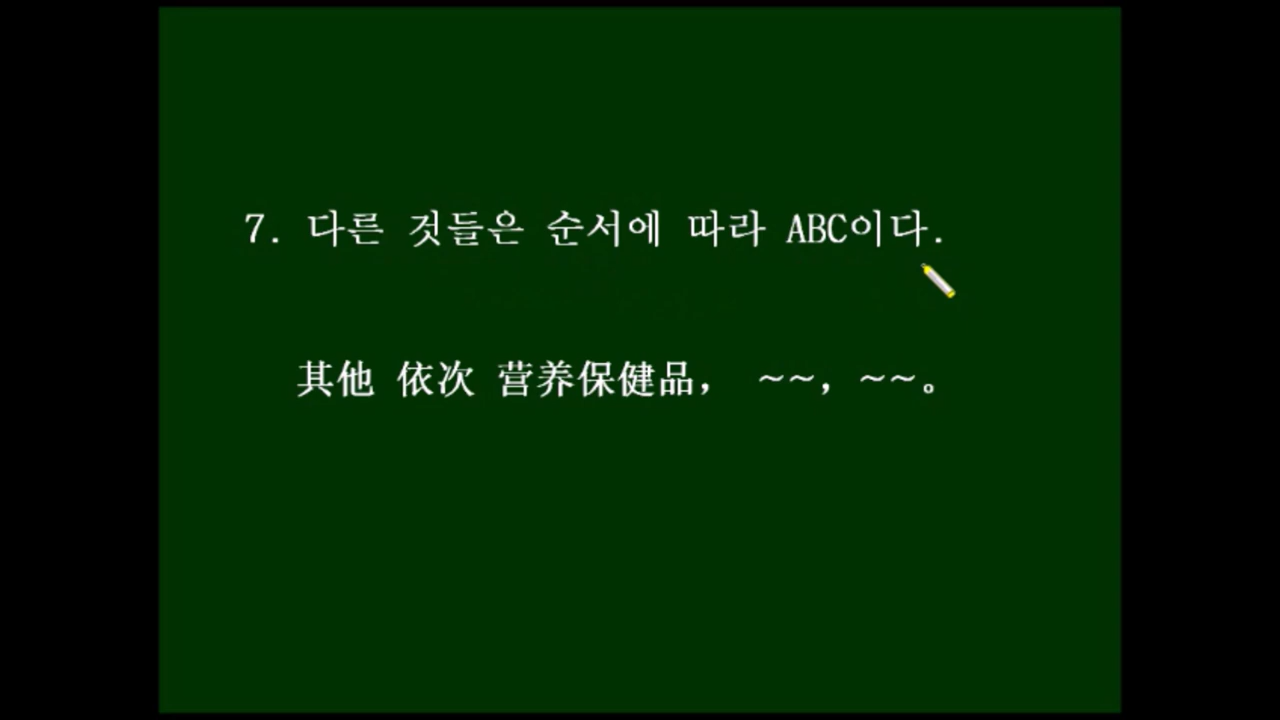 7. 다른 것들은 순서에 따라 ABC이다.
其他 依次 营养保健品, ~~, ~~。